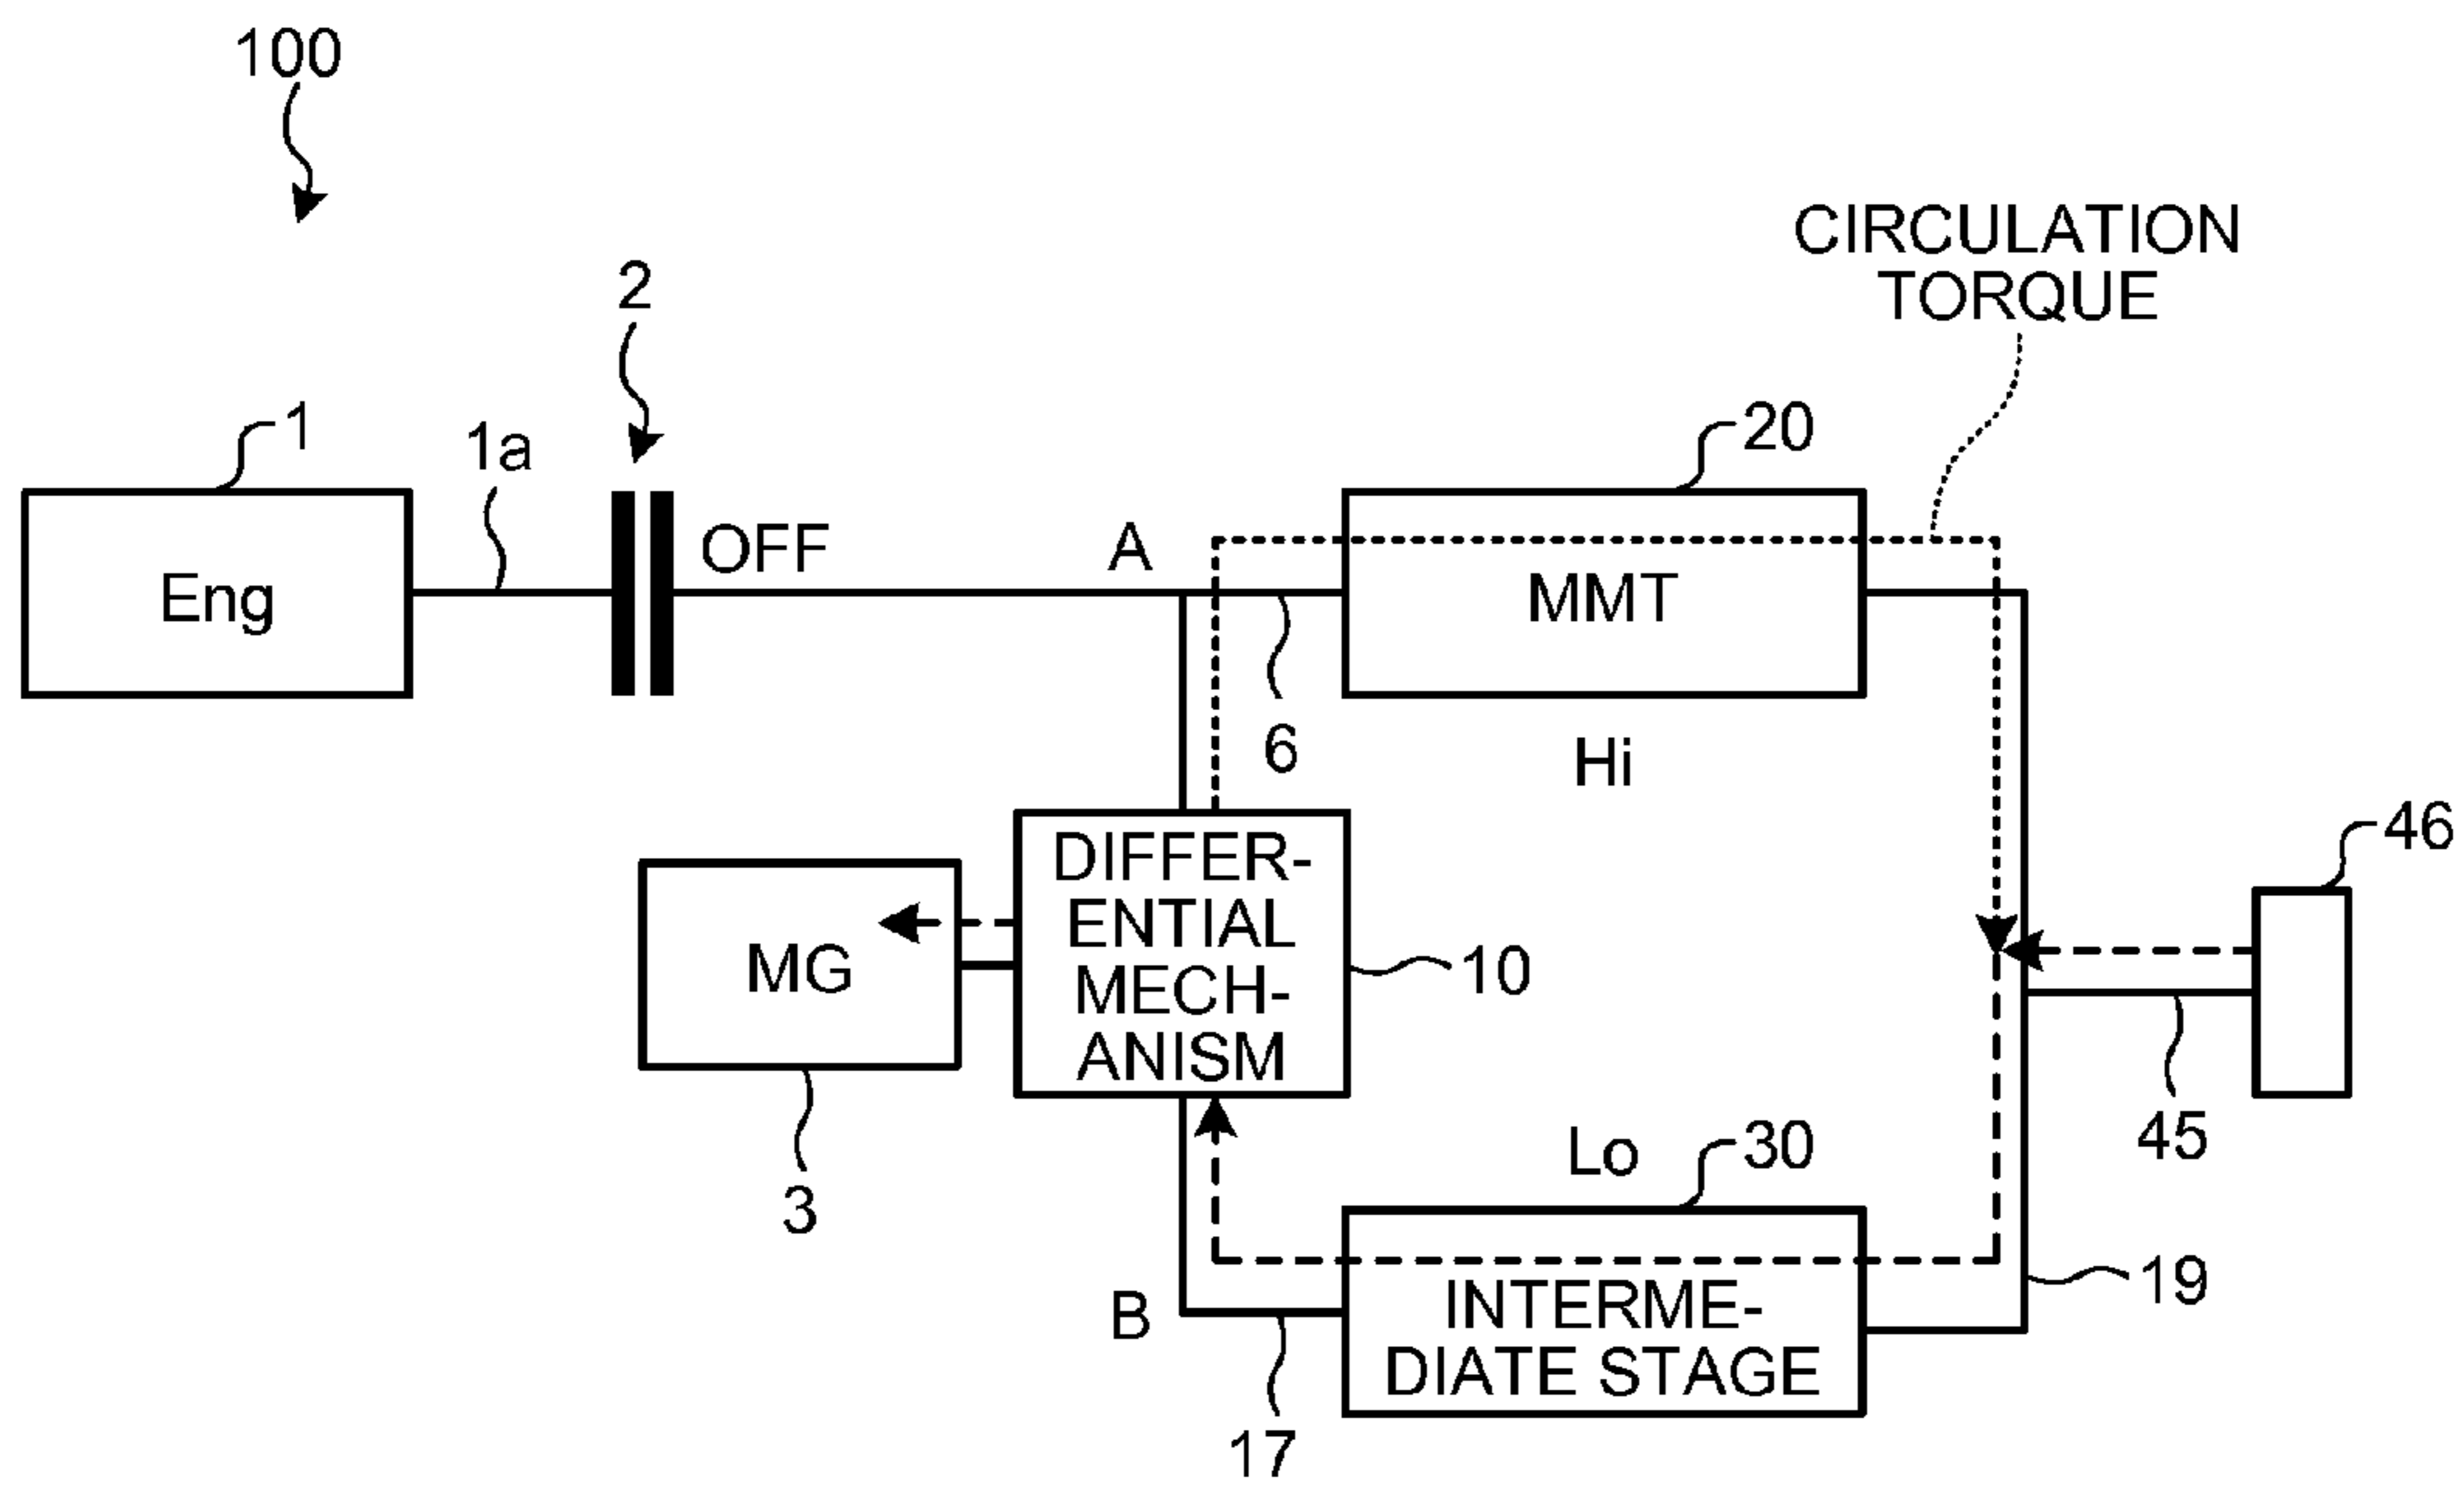 100
2
CIRCULATION
TORQUE
1
1a
20
OFF
A
Eng
MMT
6
Hi
46
DIFFER-
ENTIAL
MECH-
ANISM
MG
10
3
Lo
30
45
B
INTERME-
DIATE STAGE
19
17